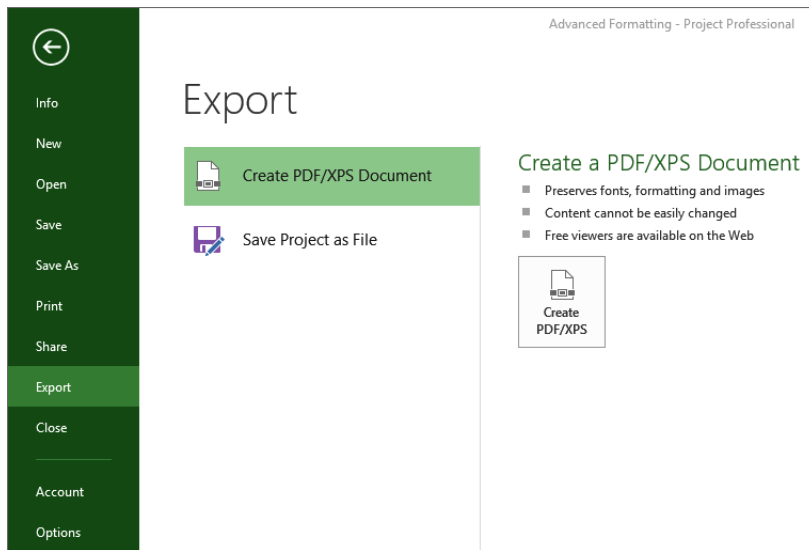 Advanced Formatting - Project Professional
Info
New
Open
Save
Save As
Print
Share
Export
Close
Account
Options
Export
Create PDF/XPS Document
Save Project as File
Create a PDF/XPS Document
Preserves fonts, formatting and images
Content cannot be easily changed
Free viewers are available on the Web
Create
PDF/XPS